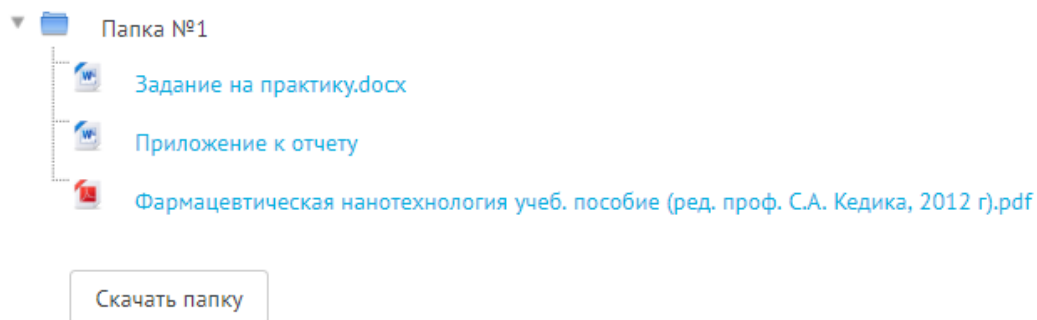 Папка №1
Задание на практику.docx
Приложение к отчету
Фармацевтическая нанотехнология учеб. пособие (ред. проф. С.А. Кедика, 2012 г).pdf
Скачать папку